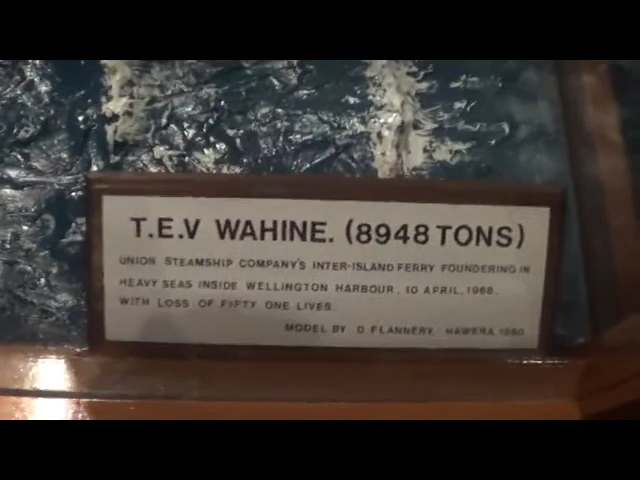 T.E.V WAHINE. (8948 TONS)
UNION STEAMSHIP COMPANY'S INTER-ISLAND FERRY FOUNDERING IN
HEAVY SEAS INSIDE WELLINGTON HARBOUR, 10 APRIL, 1968.
WITH LOSS OF FIFTY ONE LIVES.
MODEL BY D FLANNERY. HAWERA 1980.